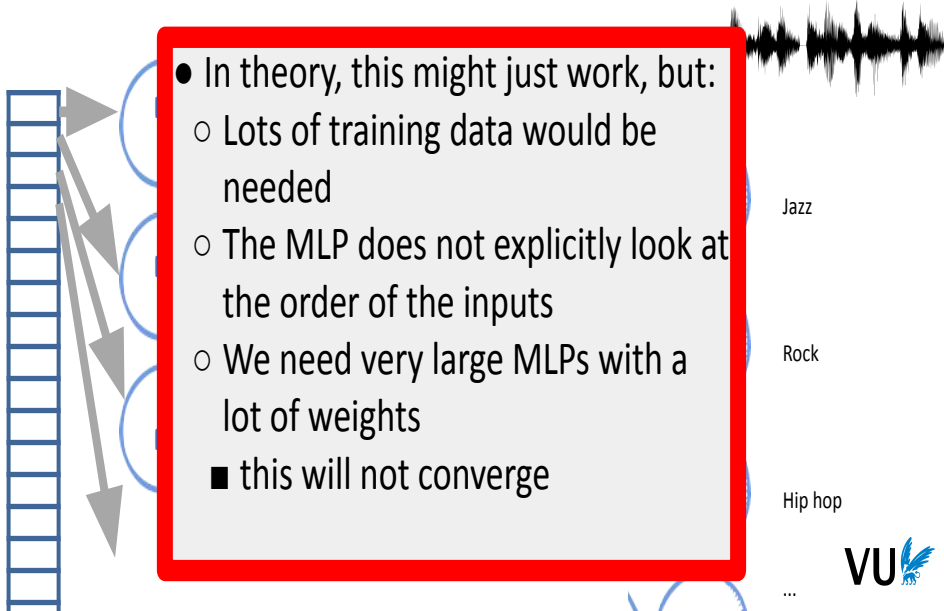 ● In theory, this might just work, but:
○ Lots of training data would be
needed
○ The MLP does not explicitly look at
the order of the inputs
○ We need very large MLPs with a
lot of weights
■ this will not converge
Jazz
Rock
Hip hop
...
VU